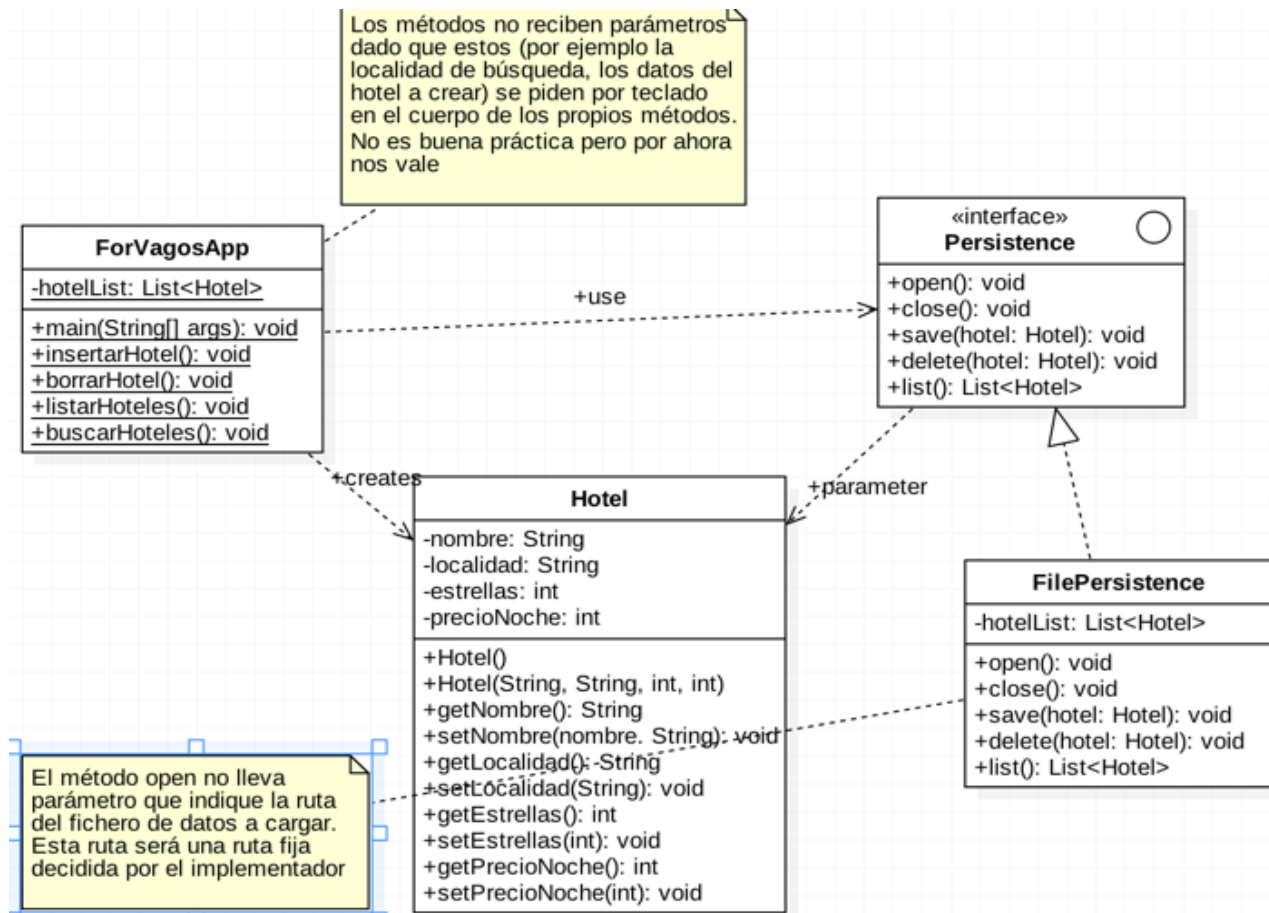 Los métodos no reciben parámetros
dado que estos (por ejemplo la
localidad de búsqueda, los datos del
hotel a crear) se piden por teclado
en el cuerpo de los propios métodos.
No es buena práctica pero por ahora
nos vale
ForVagosApp
-hotelList: List<Hotel>
+main(String[] args): void
+insertarHotel(): void
+borrarHotel(): void
+listarHoteles(): void
+buscarHoteles(): void
+use
«interface»
Persistence
+open(): void
+close(): void
+save(hotel: Hotel): void
+delete(hotel: Hotel): void
+list(): List<Hotel>
+creates
+parameter
Hotel
-nombre: String
-localidad: String
-estrellas: int
-precioNoche: int
+Hotel()
+Hotel(String, String, int, int)
+getNombre(): String
+setNombre(nombre. String): void
+getLocalidad(): String
+setLocalidad(String): void
+getEstrellas(): int
+setEstrellas(int): void
+getPrecioNoche(): int
+setPrecioNoche(int): void
FilePersistence
-hotelList: List<Hotel>
+open(): void
+close(): void
+save(hotel: Hotel): void
+delete(hotel: Hotel): void
+list(): List<Hotel>
El método open no lleva
parámetro que indique la ruta
del fichero de datos a cargar.
Esta ruta será una ruta fija
decidida por el implementador